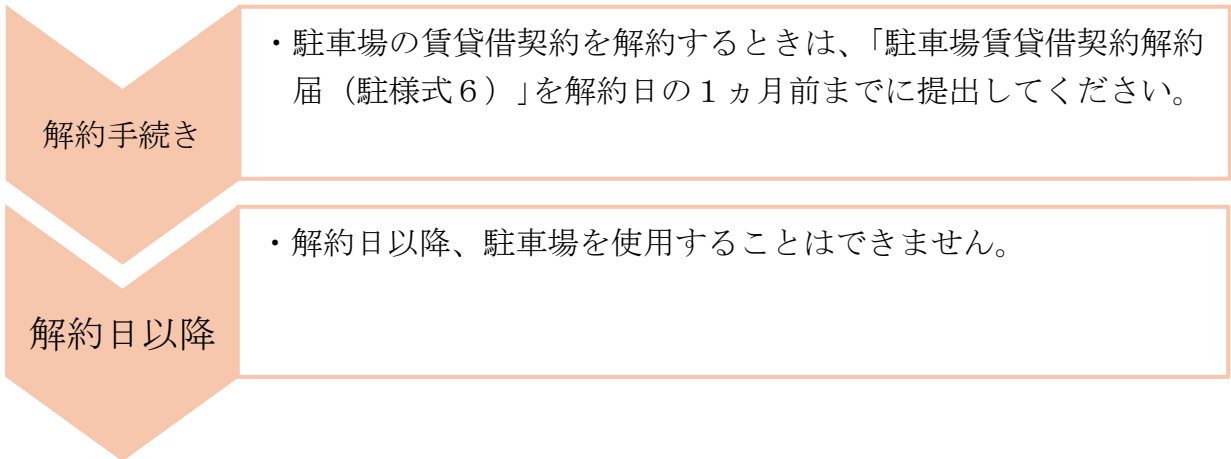 解約手続き
・駐車場の賃貸借契約を解約するときは、「駐車場賃貸借契約解約
届（駐様式６）」を解約日の１ヵ月前までに提出してください。
解約日以降
・解約日以降、駐車場を使用することはできません。